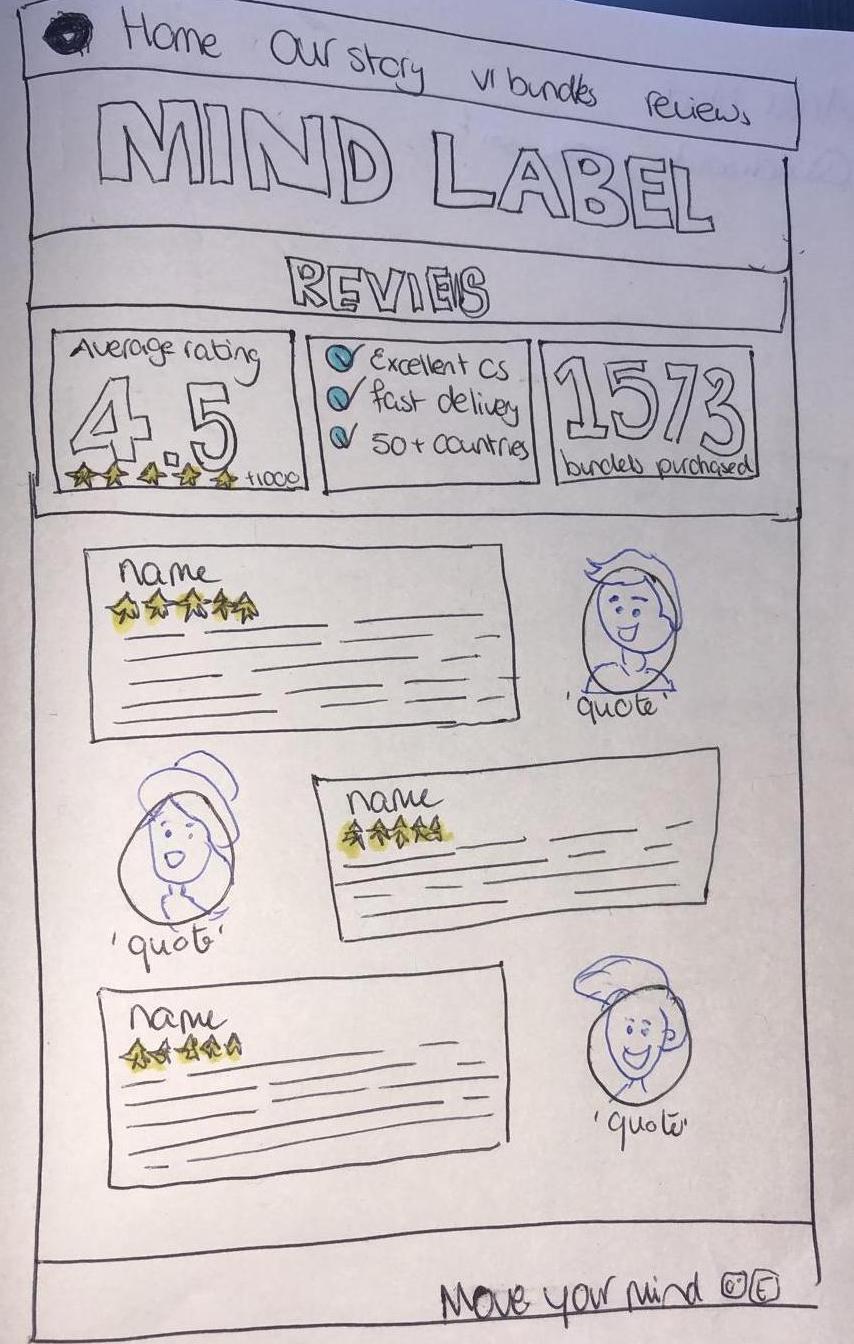 Home Our story VI bundles reviews
MIND LABEL
REVIEWS
Average rating
4.5
+1000
Excellent CS
fast delivery
50+ countries
1573
bundels purchased
name
'quote'
name
'quote'
name
'quote'
Move your mind